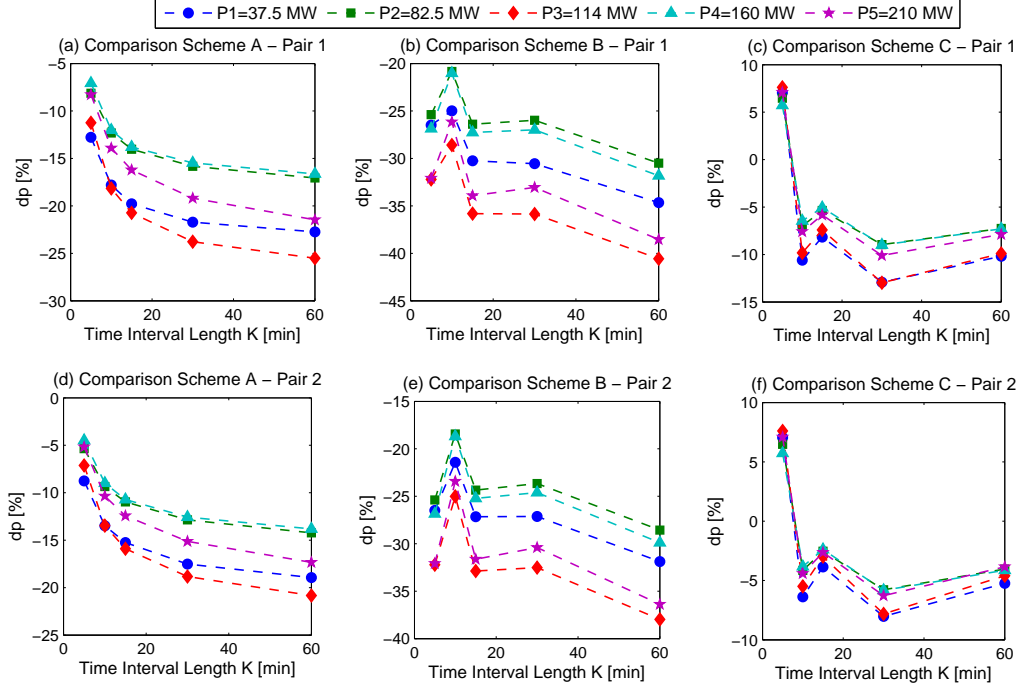 P1=37.5 MW P2=82.5 MW P3=114 MW P4=160 MW P5=210 MW
(a) Comparison Scheme A – Pair 1
−5
−10
−15
−20
−25
−30
dp [%]
0 20 40 60
Time Interval Length K [min]
(b) Comparison Scheme B – Pair 1
−20
−25
−30
−35
−40
−45
dp [%]
0 20 40 60
Time Interval Length K [min]
(c) Comparison Scheme C – Pair 1
10
5
0
−5
−10
−15
dp [%]
0 20 40 60
Time Interval Length K [min]
(d) Comparison Scheme A – Pair 2
0
−5
−10
−15
−20
−25
dp [%]
0 20 40 60
Time Interval Length K [min]
(e) Comparison Scheme B – Pair 2
−15
−20
−25
−30
−35
−40
dp [%]
0 20 40 60
Time Interval Length K [min]
(f) Comparison Scheme C – Pair 2
10
5
0
−5
−10
dp [%]
0 20 40 60
Time Interval Length K [min]